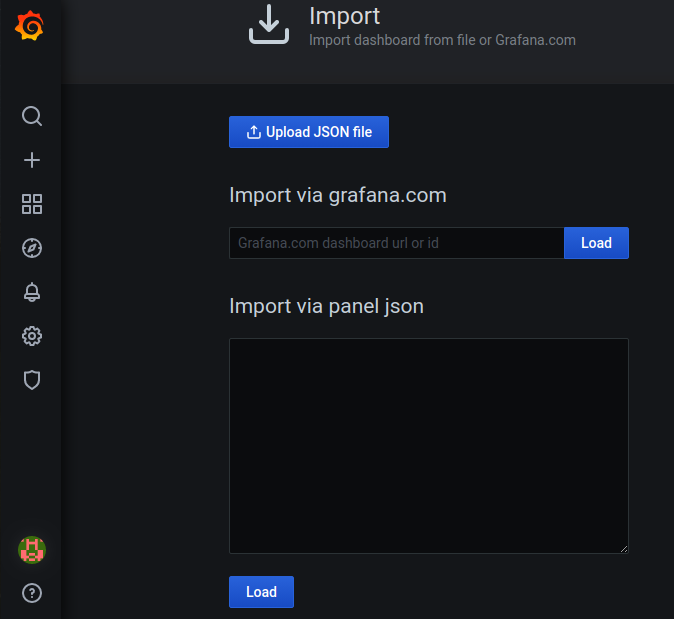 Import
Import dashboard from file or Grafana.com
Upload JSON file
Import via grafana.com
Grafana.com dashboard url or id
Load
Import via panel json
Load